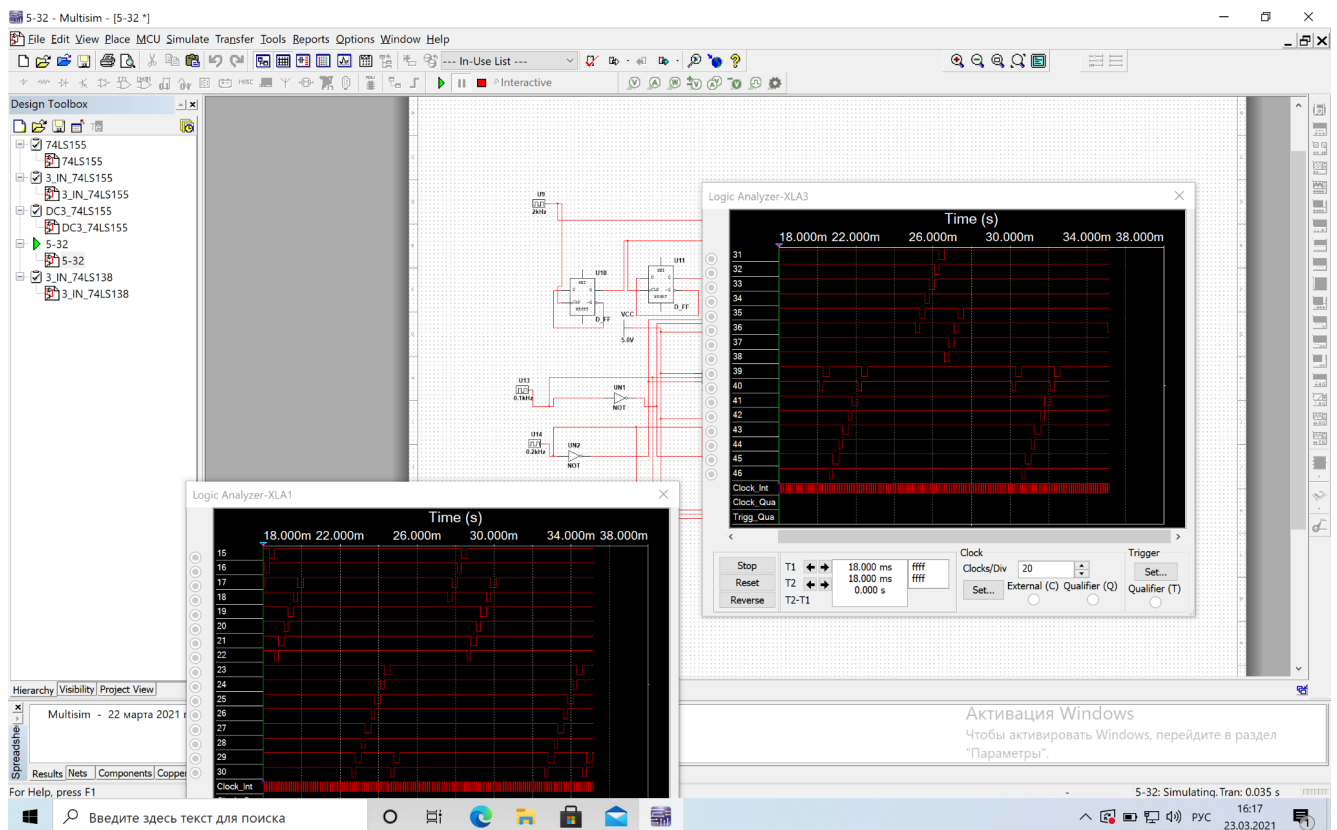 5-32 - Multisim - [5-32 *]
File Edit View Place MCU Simulate Transfer Tools Reports Options Window Help
--- In-Use List ---
Interactive
Design Toolbox
74LS155
74LS155
3_IN_74LS155
3_IN_74LS155
DC3_74LS155
DC3_74LS155
5-32
5-32
3_IN_74LS138
3_IN_74LS138
Hierarchy Visibility Project View
U9
2kHz
U10
SET
D Q
CLK ~Q
RESET
D_FF
U11
SET
RESET
D_FF
VCC
5.0V
U13
0.1kHz
UN1
NOT
U14
0.2kHz
UN2
NOT
Logic Analyzer-XLA3
Time (s)
18.000m 22.000m 26.000m 30.000m 34.000m 38.000m
31
32
33
34
35
36
37
38
39
40
41
42
43
44
45
46
Clock_Int
Clock_Qua
Trigg_Qua
Stop
Reset
Reverse
T1 18.000 ms ffff
T2 18.000 ms ffff
T2-T1 0.000 s
Clock
Clocks/Div 20
Set... External (C) Qualifier (Q)
Trigger
Set...
Qualifier (T)
Logic Analyzer-XLA1
Time (s)
18.000m 22.000m 26.000m 30.000m 34.000m 38.000m
15
16
17
18
19
20
21
22
23
24
25
26
27
28
29
30
Clock_Int
Multisim - 22 марта 2021
Spreadshe
Results Nets Components Copper
Активация Windows
Чтобы активировать Windows, перейдите в раздел
"Параметры".
For Help, press F1
- 5-32: Simulating. Tran: 0.035 s
Введите здесь текст для поиска
РУС
16:17
23.03.2021
1